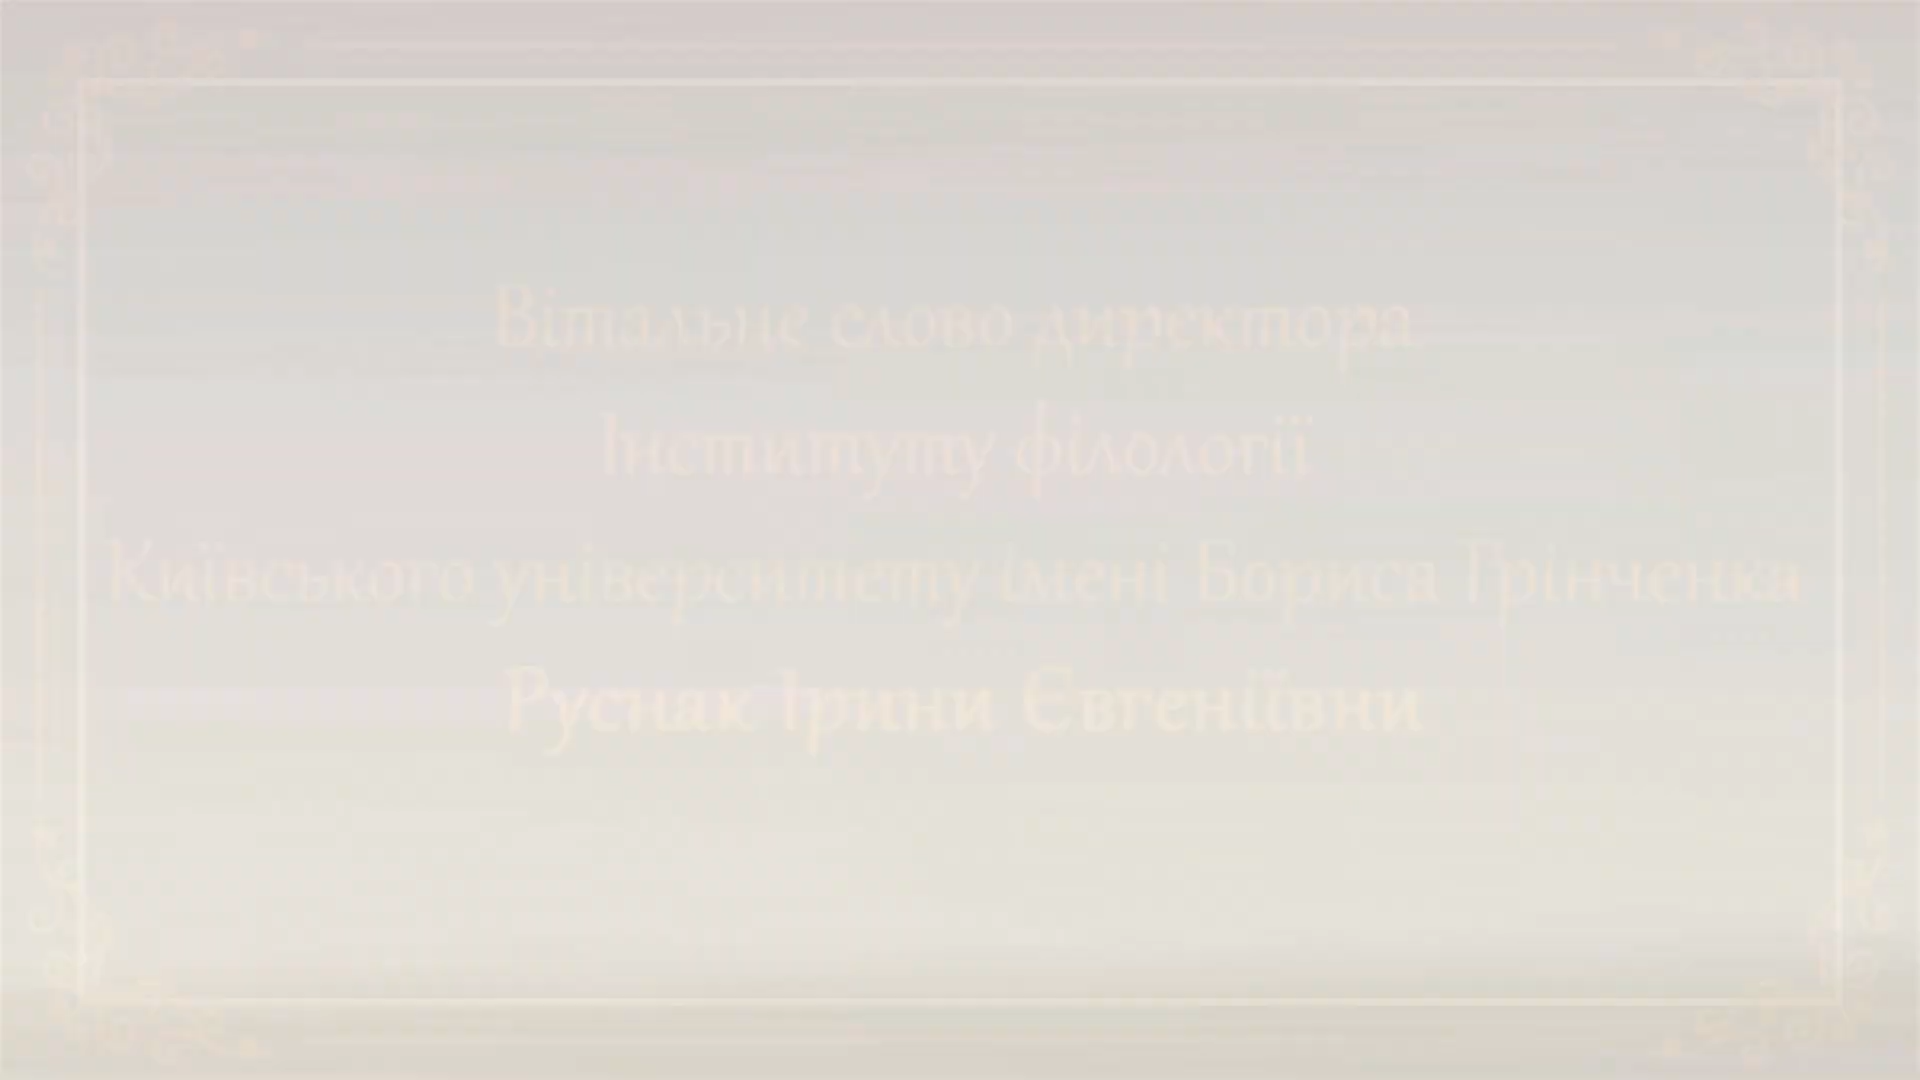 Вітальне слово директора
Інституту філології
Київського університету імені Бориса Грінченка
Руснак Ірини Євгеніївни